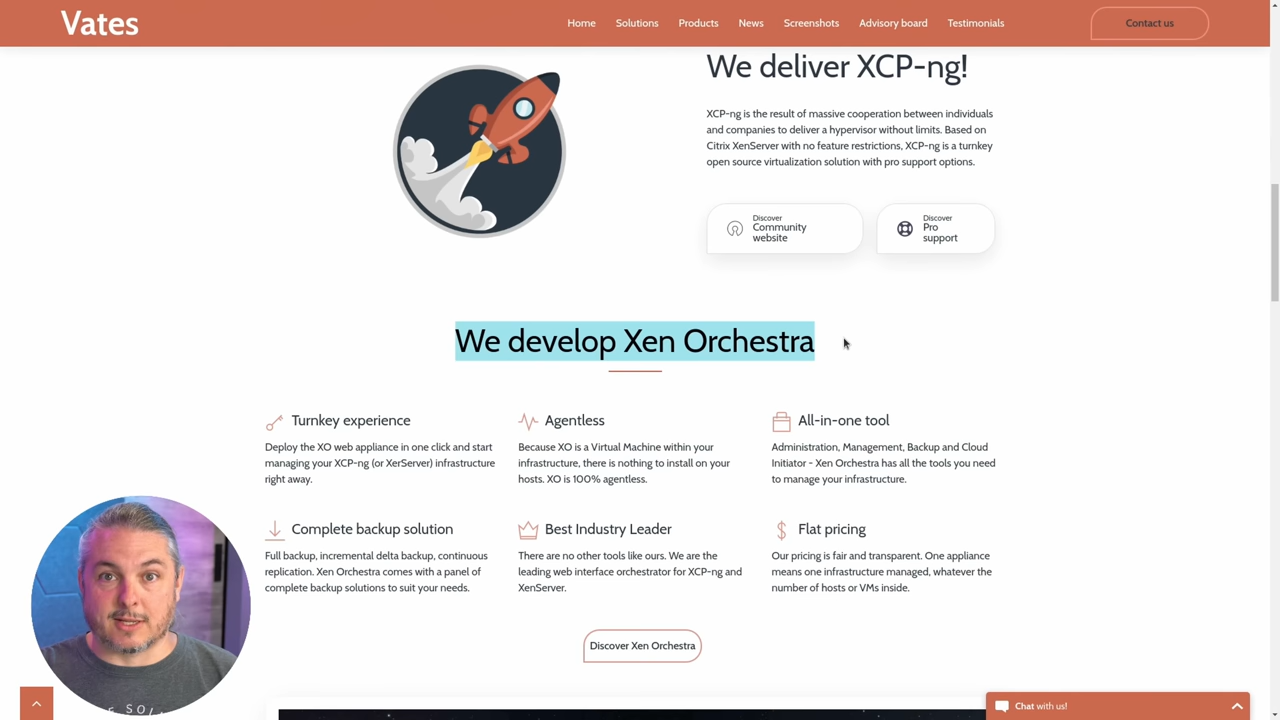 Vates
Home Solutions Products News Screenshots Advisory board Testimonials
Contact us
We deliver XCP-ng!
XCP-ng is the result of massive cooperation between individuals
and companies to deliver a hypervisor without limits. Based on
Citrix XenServer with no feature restrictions, XCP-ng is a turnkey
open source virtualization solution with pro support options.
Discover
Community
website
Discover
Pro
support
We develop Xen Orchestra
Turnkey experience
Deploy the XO web appliance in one click and start
managing your XCP-ng (or XerServer) infrastructure
right away.
Agentless
Because XO is a Virtual Machine within your
infrastructure, there is nothing to install on your
hosts. XO is 100% agentless.
All-in-one tool
Administration, Management, Backup and Cloud
Initiator - Xen Orchestra has all the tools you need
to manage your infrastructure.
Complete backup solution
Full backup, incremental delta backup, continuous
replication. Xen Orchestra comes with a panel of
complete backup solutions to suit your needs.
Best Industry Leader
There are no other tools like ours. We are the
leading web interface orchestrator for XCP-ng and
XenServer.
Flat pricing
Our pricing is fair and transparent. One appliance
means one infrastructure managed, whatever the
number of hosts or VMs inside.
Discover Xen Orchestra
Chat with us!